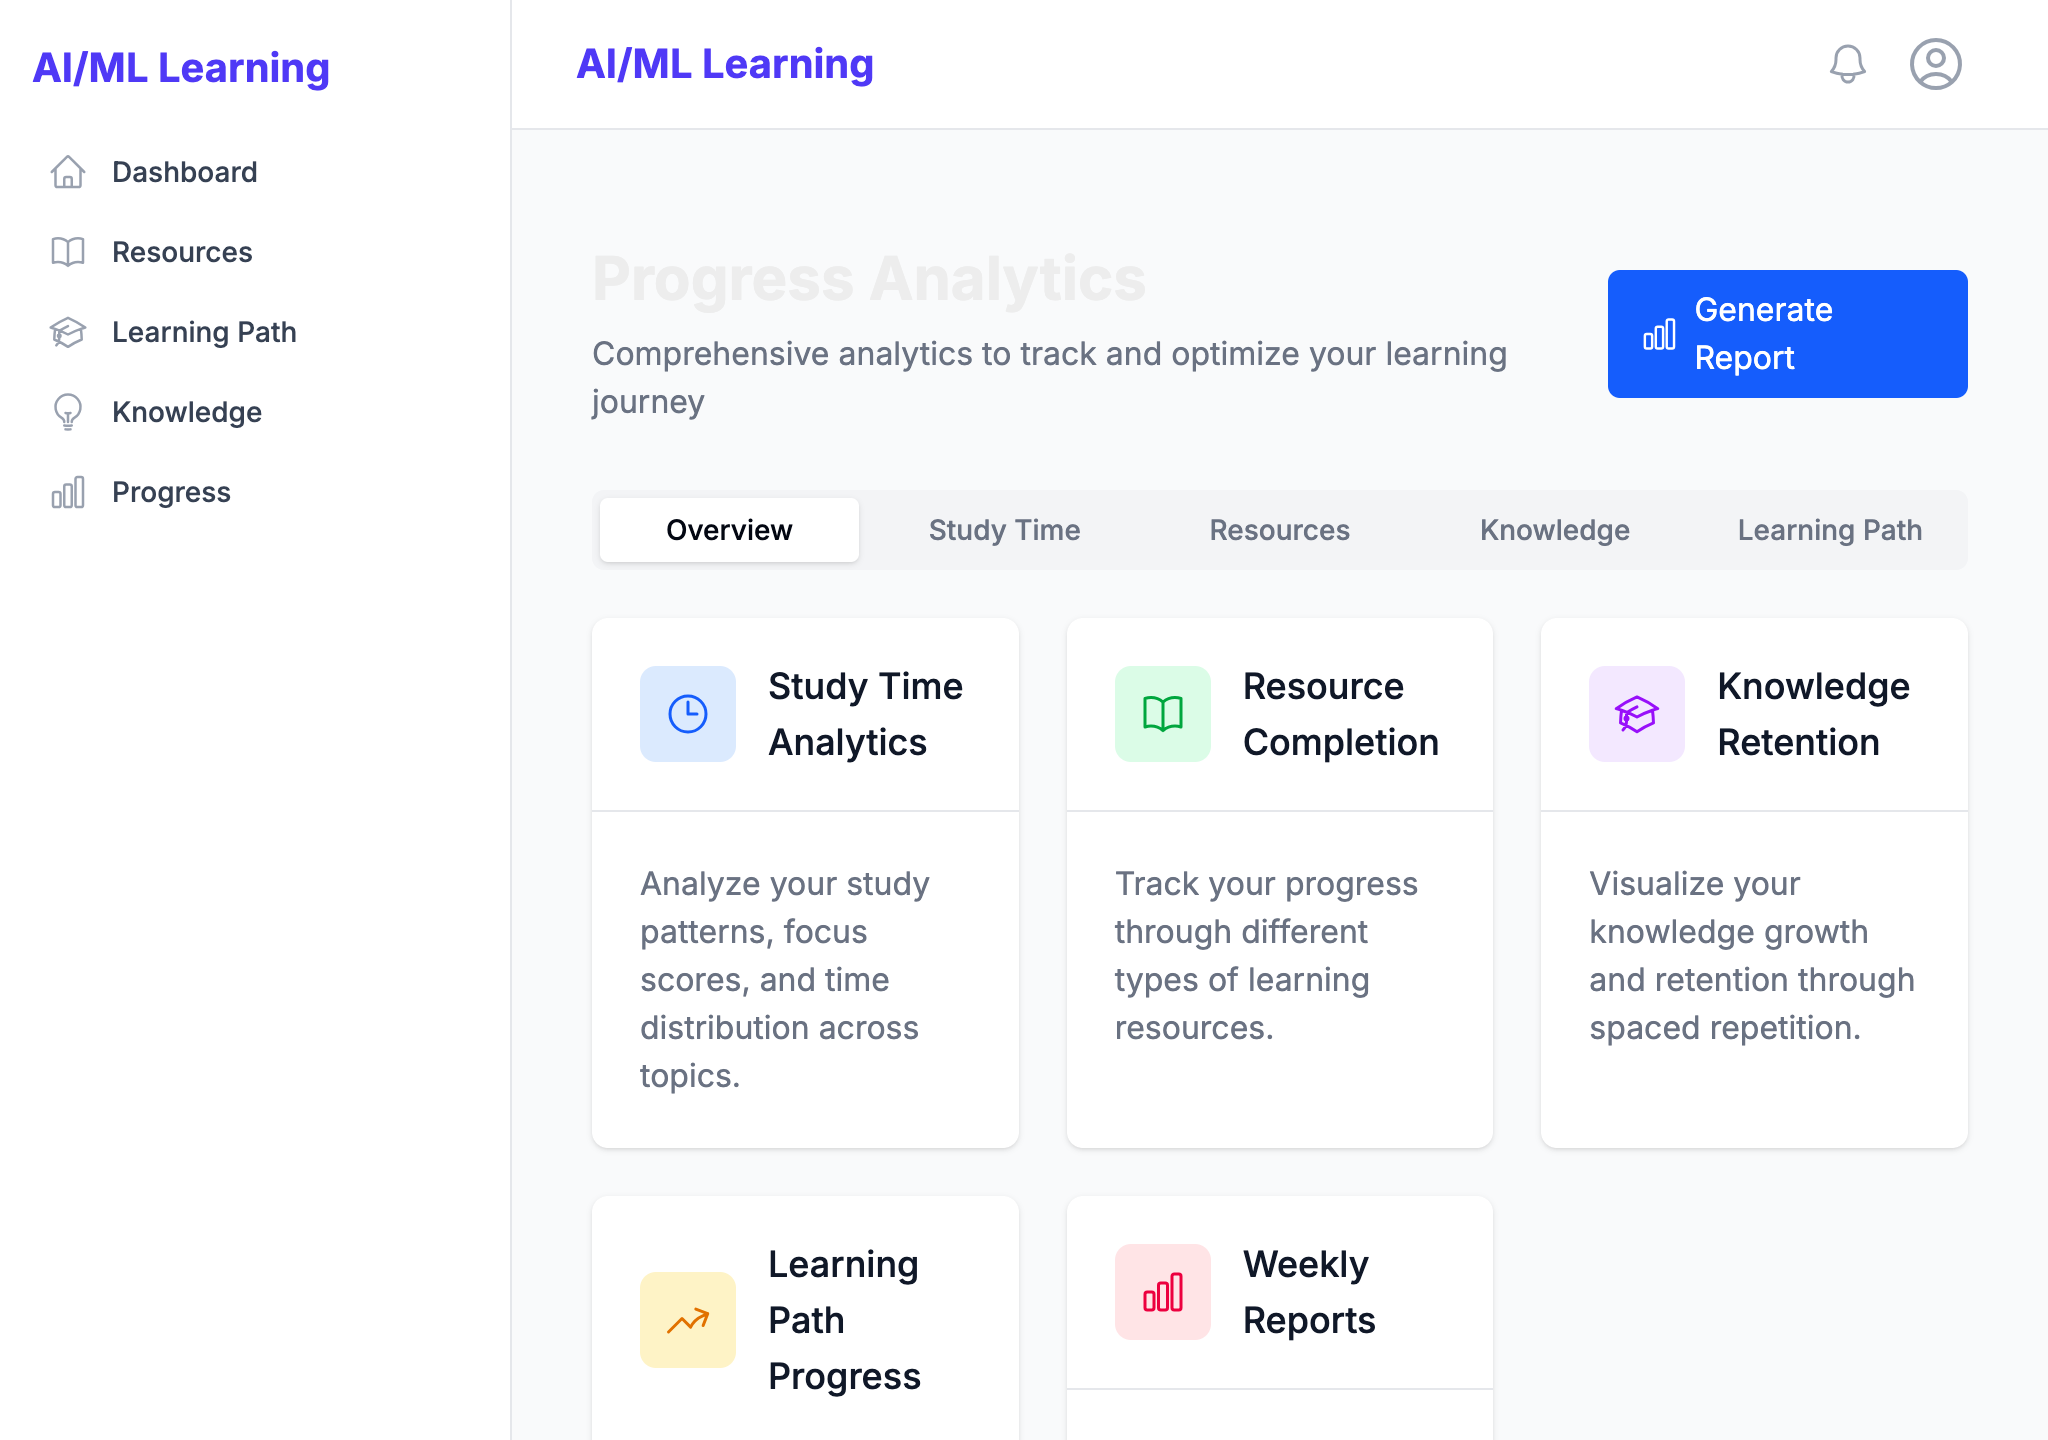 AI/ML Learning
Dashboard
Resources
Learning Path
Knowledge
Progress
AI/ML Learning
Progress Analytics
Comprehensive analytics to track and optimize your learning
journey
Generate
Report
Overview
Study Time
Resources
Knowledge
Learning Path
Study Time
Analytics
Analyze your study
patterns, focus
scores, and time
distribution across
topics.
Resource
Completion
Track your progress
through different
types of learning
resources.
Knowledge
Retention
Visualize your
knowledge growth
and retention through
spaced repetition.
Learning
Path
Progress
Weekly
Reports